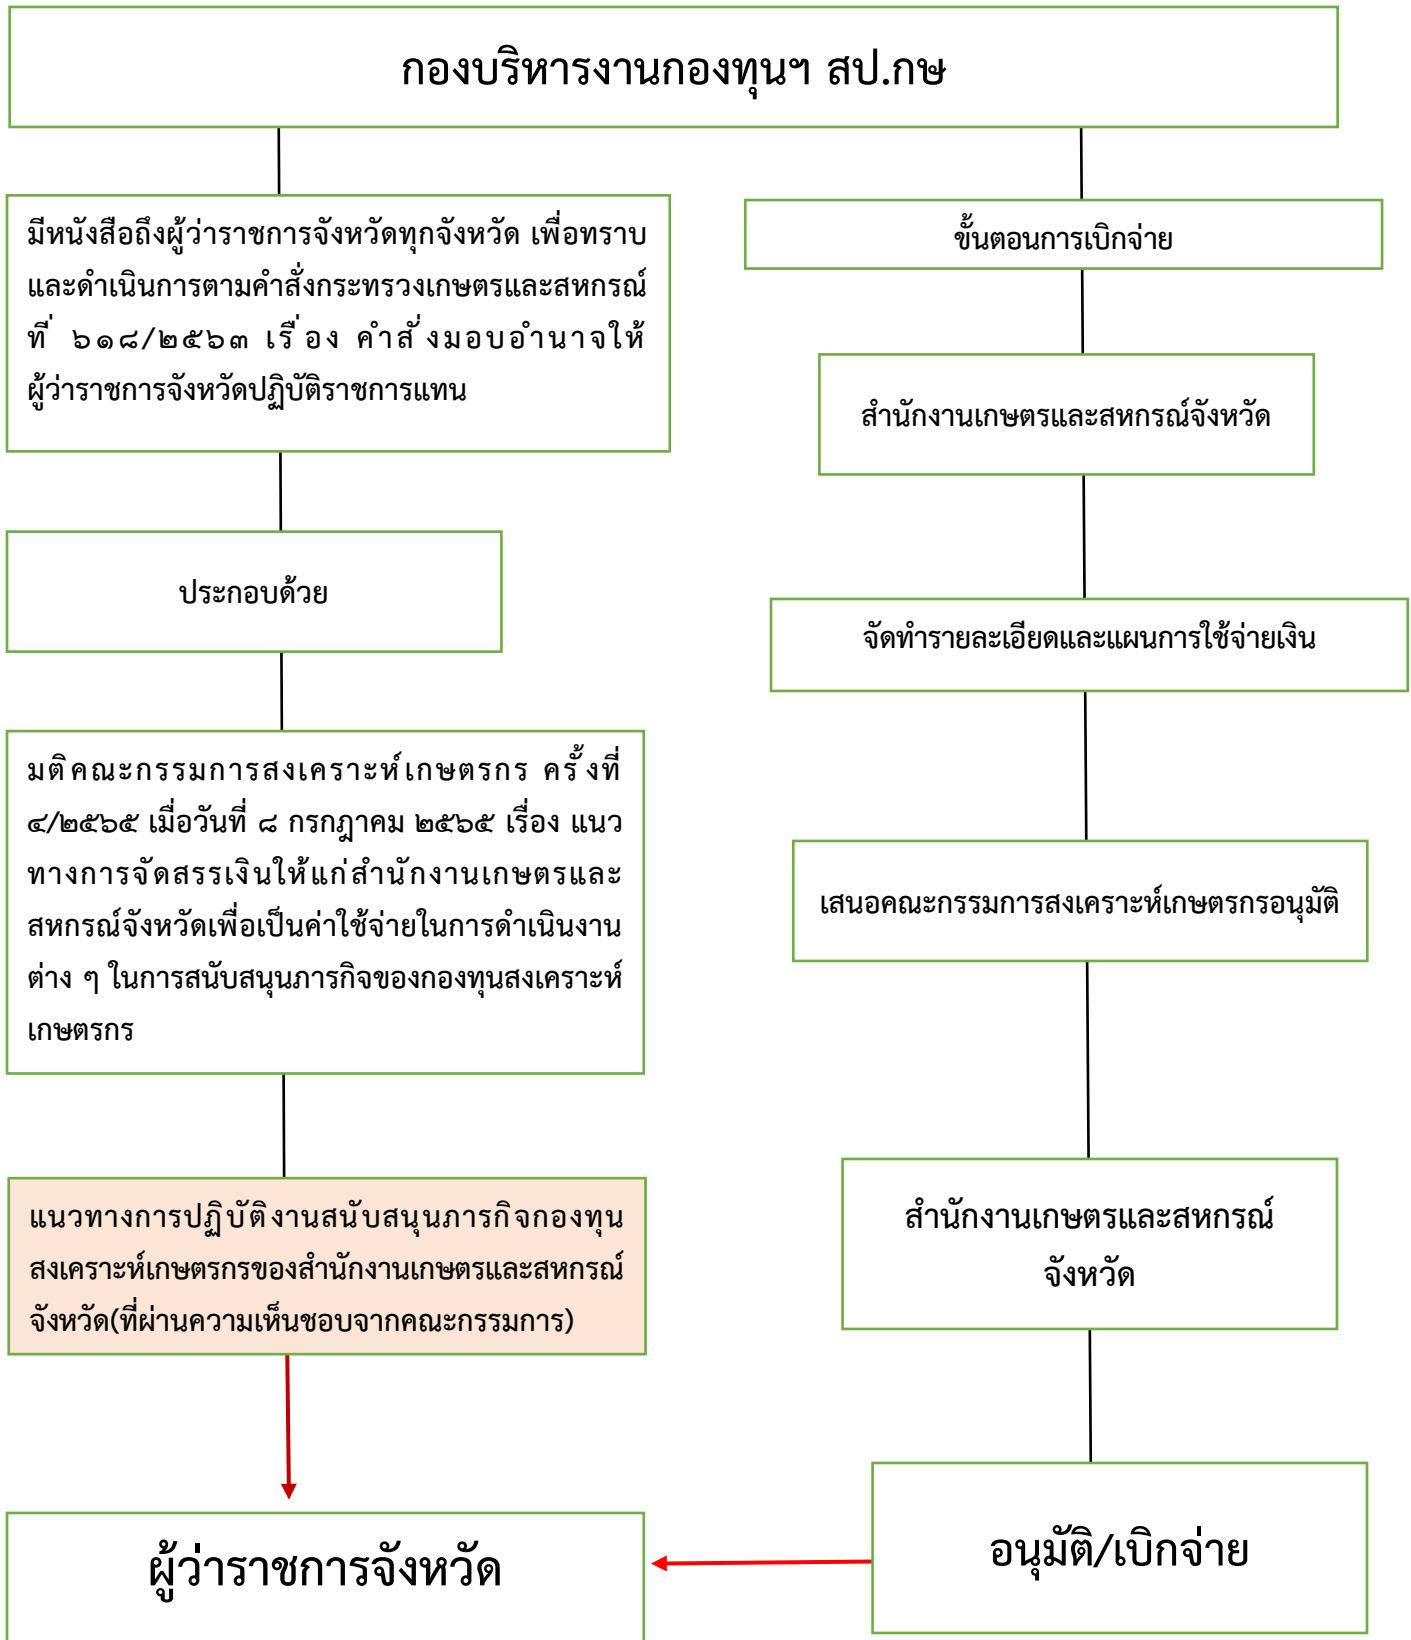 กองบริหารงานกองทุนฯ สป.กษ
มีหนังสือถึงผู้ว่าราชการจังหวัดทุกจังหวัด เพื่อทราบ
และดำเนินการตามคำสั่งกระทรวงเกษตรและสหกรณ์
ที่ ๖๑๘/๒๕๖๓ เรื่อง คำสั่งมอบอำนาจให้
ผู้ว่าราชการจังหวัดปฏิบัติราชการแทน
ประกอบด้วย
มติคณะกรรมการสงเคราะห์เกษตรกร ครั้งที่
๔/๒๕๖๕ เมื่อวันที่ ๘ กรกฎาคม ๒๕๖๕ เรื่อง แนว
ทางการจัดสรรเงินให้แก่สำนักงานเกษตรและ
สหกรณ์จังหวัดเพื่อเป็นค่าใช้จ่ายในการดำเนินงาน
ต่าง ๆ ในการสนับสนุนภารกิจของกองทุนสงเคราะห์
เกษตรกร
แนวทางการปฏิบัติงานสนับสนุนภารกิจกองทุน
สงเคราะห์เกษตรกรของสำนักงานเกษตรและสหกรณ์
จังหวัด(ที่ผ่านความเห็นชอบจากคณะกรรมการ)
ผู้ว่าราชการจังหวัด
ขั้นตอนการเบิกจ่าย
สำนักงานเกษตรและสหกรณ์จังหวัด
จัดทำรายละเอียดและแผนการใช้จ่ายเงิน
เสนอคณะกรรมการสงเคราะห์เกษตรกรอนุมัติ
สำนักงานเกษตรและสหกรณ์
จังหวัด
อนุมัติ/เบิกจ่าย